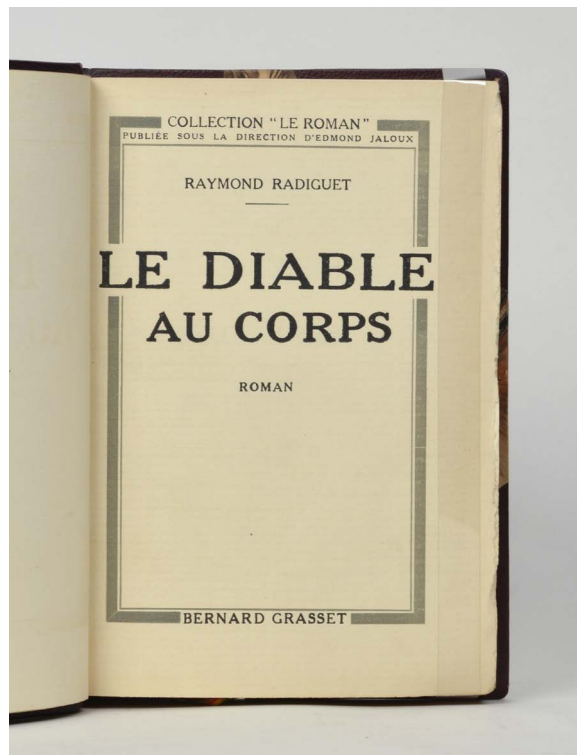 COLLECTION "LE ROMAN"
PUBLIÉE SOUS LA DIRECTION D'EDMOND JALOUX
RAYMOND RADIGUET
LE DIABLE
AU CORPS
ROMAN
BERNARD GRASSET